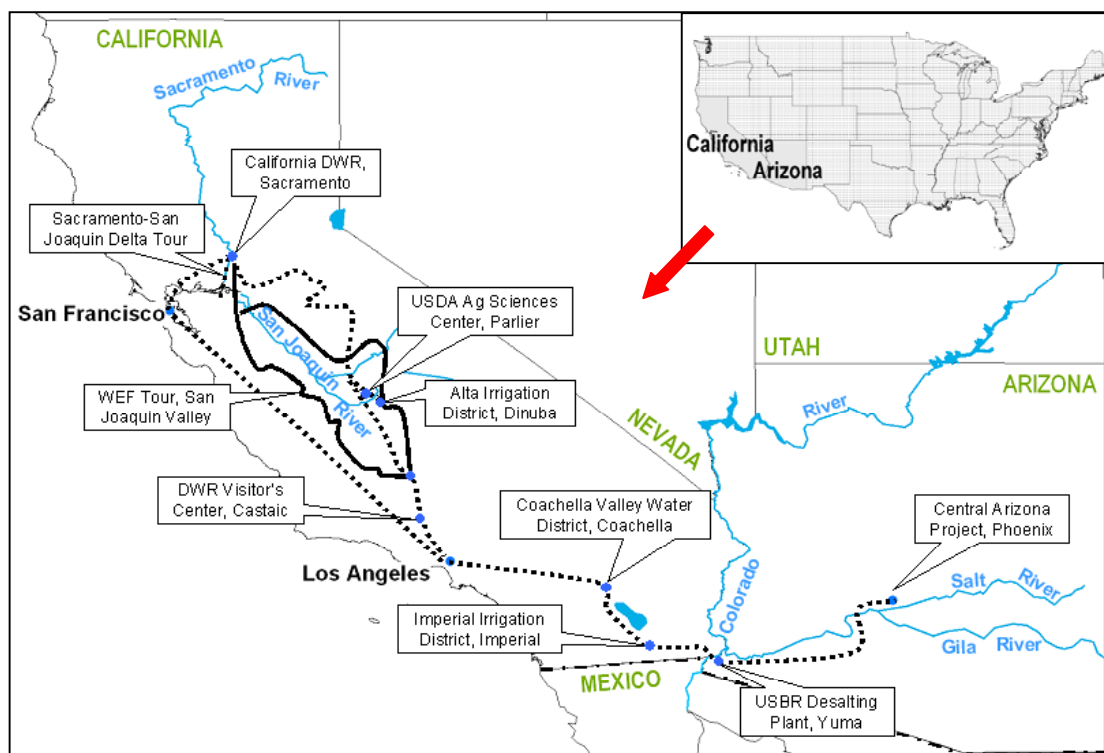 CALIFORNIA
Sacramento
River
California DWR,
Sacramento
Sacramento-San
Joaquin Delta Tour
San Francisco
San Joaquin
River
WEF Tour, San
Joaquin Valley
USDA Ag Sciences
Center, Parlier
Alta Irrigation
District, Dinuba
DWR Visitor's
Center, Castaic
Los Angeles
Coachella Valley Water
District, Coachella
Imperial Irrigation
District, Imperial
MEXICO
NEVADA
UTAH
ARIZONA
River
Colorado
Central Arizona
Project, Phoenix
Salt River
Gila River
USBR Desalting
Plant, Yuma
California
Arizona